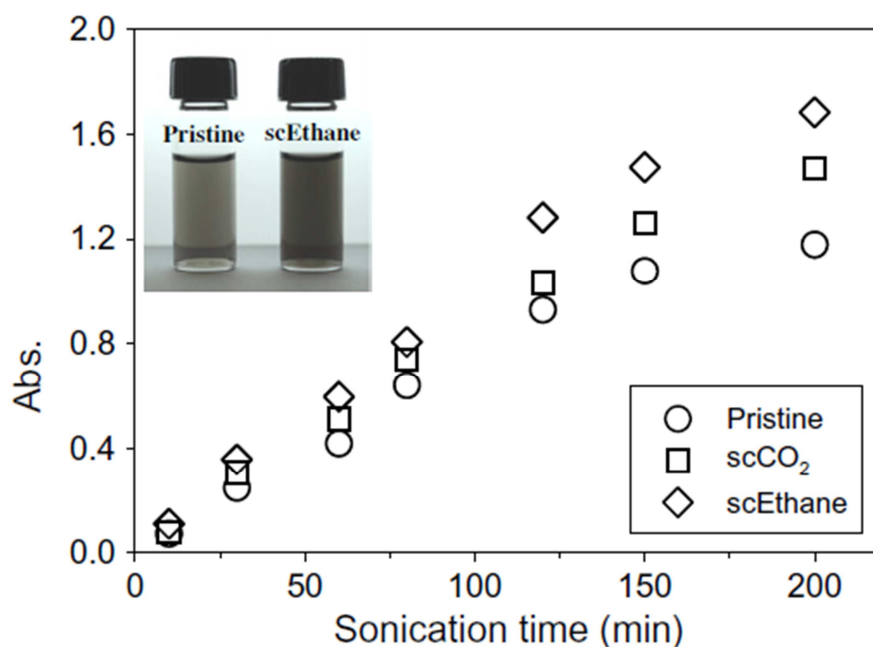 2.0
1.6
1.2
0.8
0.4
0.0
Abs.
Pristine scEthane
Pristine
scCO₂
scEthane
0 50 100 150 200
Sonication time (min)